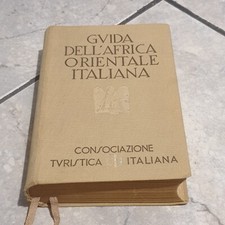 GVIDA
DELL'AFRICA
ORIENTALE
ITALIANA
CONSOCIAZIONE
TVRISTICA ITALIANA